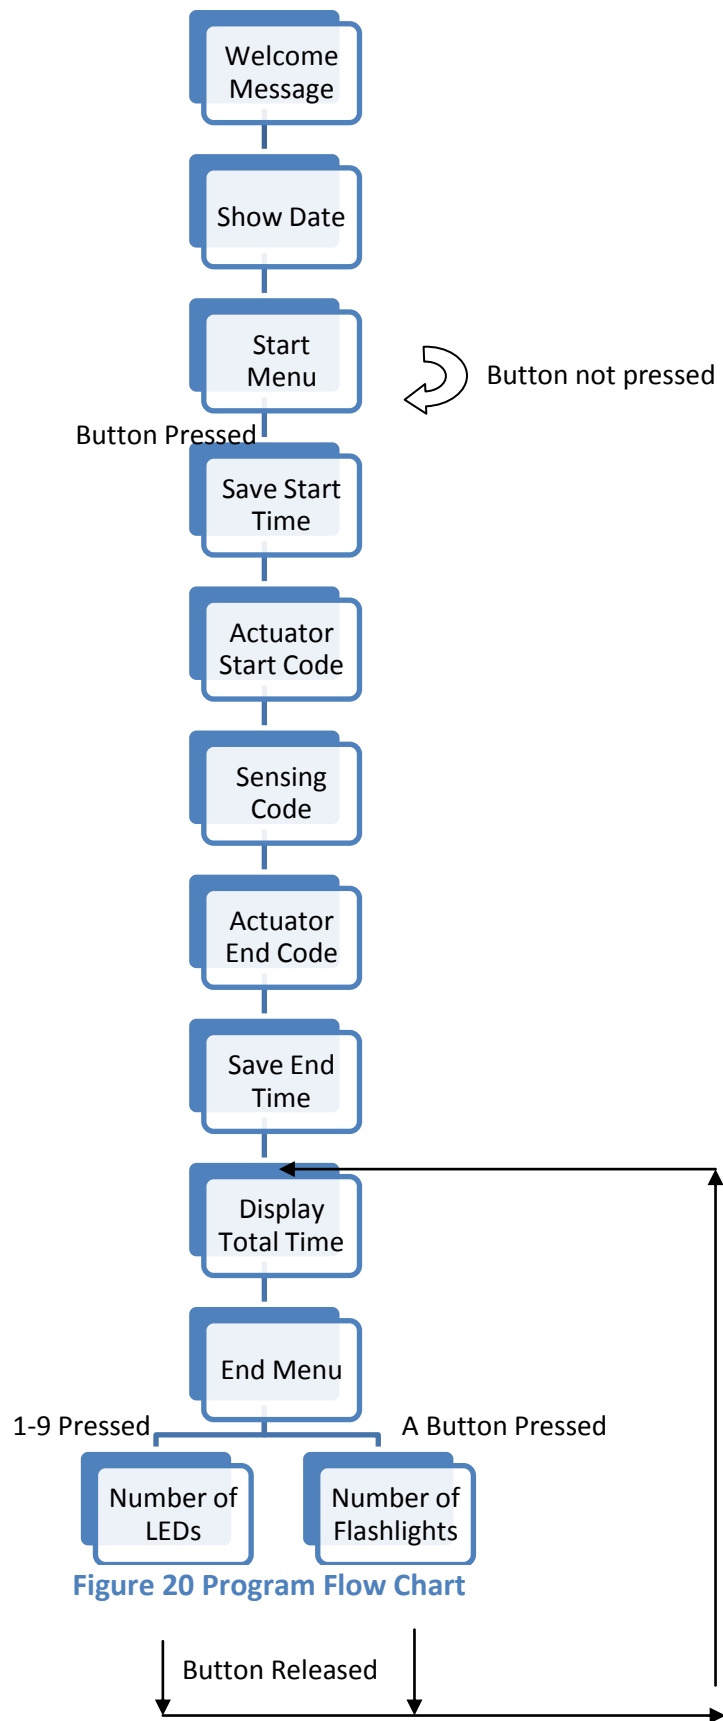 Welcome
Message
Show Date
Start
Menu
Button not pressed
Button Pressed
Save Start
Time
Actuator
Start Code
Sensing
Code
Actuator
End Code
Save End
Time
Display
Total Time
End Menu
1-9 Pressed
A Button Pressed
Number of
LEDs
Number of
Flashlights
Figure 20 Program Flow Chart
Button Released